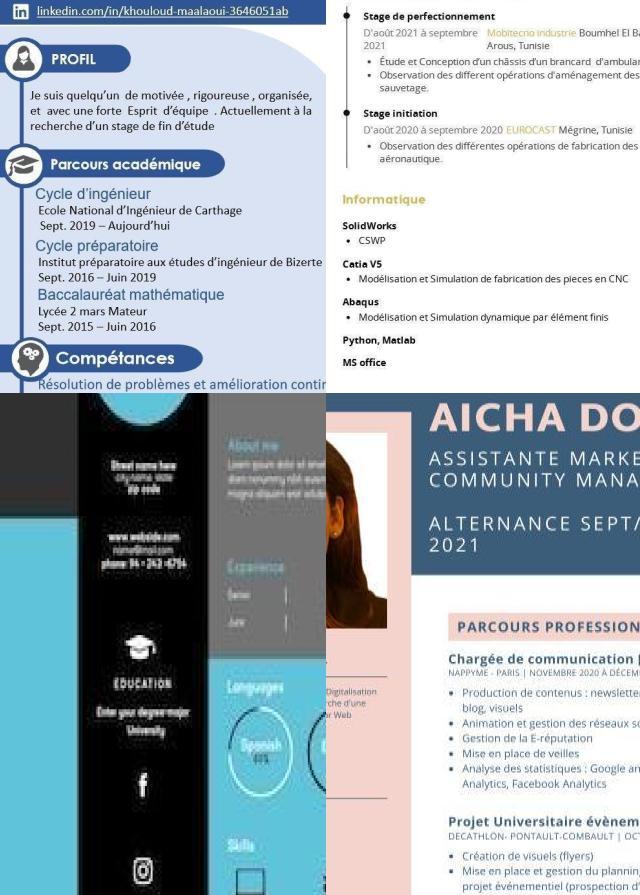 linkedin.com/in/khouloud-maalaoui-3646051ab
PROFIL
Je suis quelqu'un de motivée , rigoureuse , organisée,
et avec une forte Esprit d'équipe . Actuellement à la
recherche d'un stage de fin d'étude
Parcours académique
Cycle d'ingénieur
Ecole National d'Ingénieur de Carthage
Sept. 2019 – Aujourd'hui
Cycle préparatoire
Institut préparatoire aux études d'ingénieur de Bizerte
Sept. 2016 – Juin 2019
Baccalauréat mathématique
Lycée 2 mars Mateur
Sept. 2015 – Juin 2016
Compétances
Résolution de problèmes et amélioration contin
Stage de perfectionnement
D'août 2021 à septembre Mobitecno industrie Boumhel El Ba
2021 Arous, Tunisie
• Étude et Conception d'un châssis d'un brancard d'ambulan
• Observation des different opérations d'aménagement des
sauvetage.
Stage initiation
D'août 2020 à septembre 2020 EUROCAST Mégrine, Tunisie
• Observation des différentes opérations de fabrication des
aéronautique.
Informatique
SolidWorks
• CSWP
Catia V5
• Modélisation et Simulation de fabrication des pieces en CNC
Abaqus
• Modélisation et Simulation dynamique par élément finis
Python, Matlab
MS office
Street name here
city name state
zip code
www.webside.com
name@mail.com
EDUCATION
Enter your degree major
University
About me
Experience
Senior
Languages
Spanish
Skills
AICHA DO
ASSISTANTE MARKE
COMMUNITY MANA
ALTERNANCE SEPT/
2021
Digitalisation
che d'une
r Web
PARCOURS PROFESSION
Chargée de communication
NAPPYME - PARIS | NOVEMBRE 2020 À DÉCEM
• Production de contenus : newsletter
blog, visuels
• Animation et gestion des réseaux so
• Gestion de la E-réputation
• Mise en place de veilles
• Analyse des statistiques : Google an
Analytics, Facebook Analytics
Projet Universitaire évènem
DECATHLON- PONTAULT-COMBAULT | OCT
• Création de visuels (flyers)
• Mise en place et gestion du plannin
projet événementiel (prospection d'